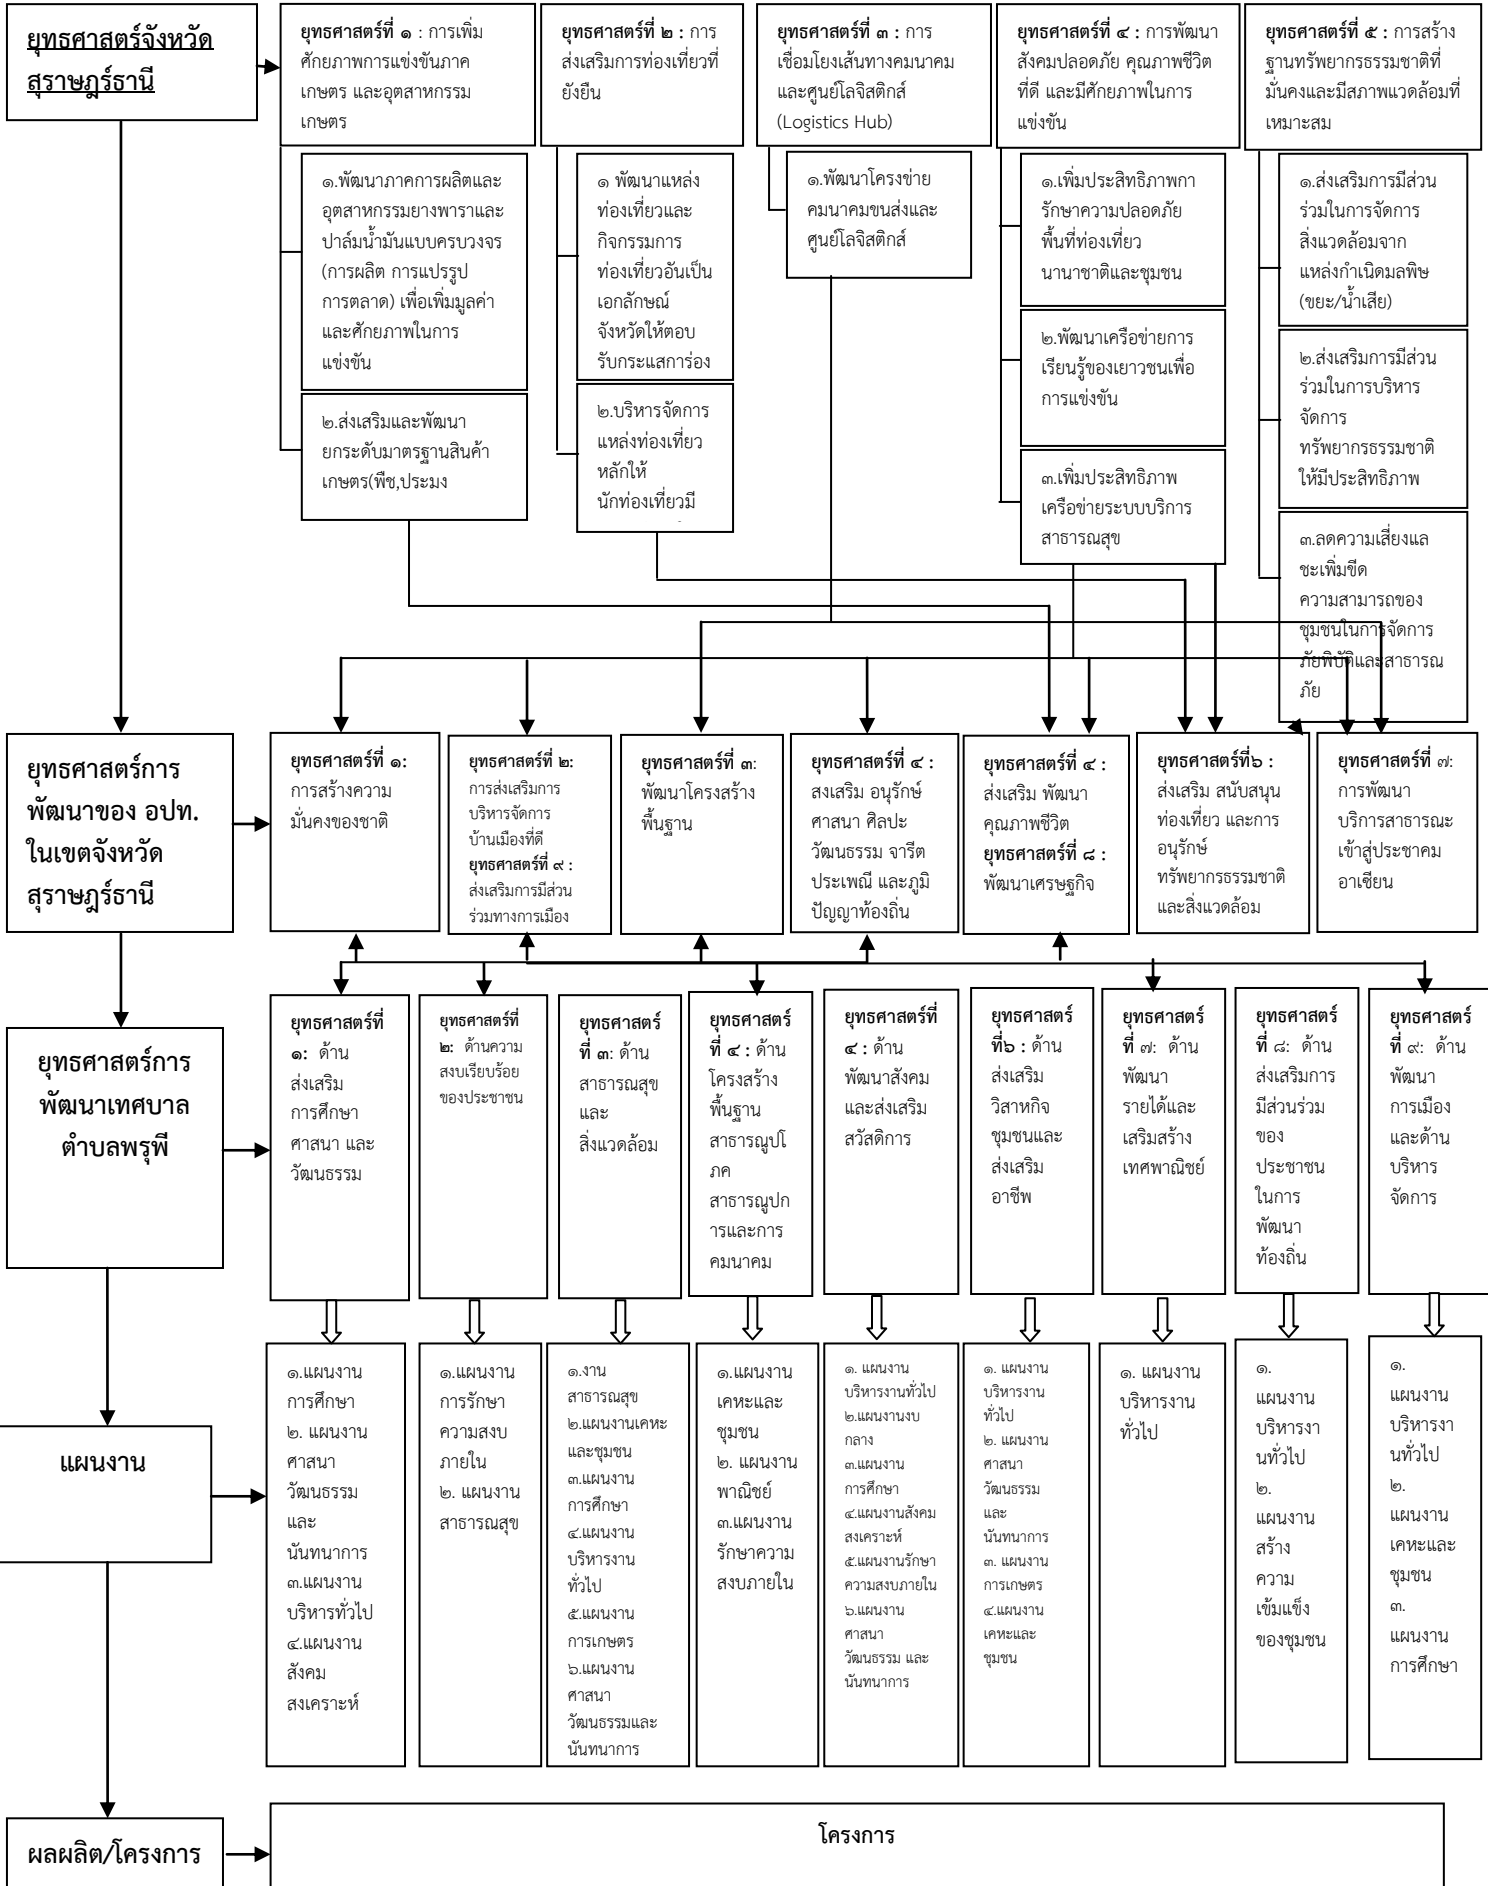 ยุทธศาสตร์จังหวัด
สุราษฎร์ธานี
ยุทธศาสตร์ที่ ๑ : การเพิ่ม
ศักยภาพการแข่งขันภาค
เกษตร และอุตสาหกรรม
เกษตร
ยุทธศาสตร์ที่ ๒ : การ
ส่งเสริมการท่องเที่ยวที่
ยั่งยืน
ยุทธศาสตร์ที่ ๓ : การ
เชื่อมโยงเส้นทางคมนาคม
และศูนย์โลจิสติกส์
(Logistics Hub)
ยุทธศาสตร์ที่ ๔ : การพัฒนา
สังคมปลอดภัย คุณภาพชีวิต
ที่ดี และมีศักยภาพในการ
แข่งขัน
ยุทธศาสตร์ที่ ๕ : การสร้าง
ฐานทรัพยากรธรรมชาติที่
มั่นคงและมีสภาพแวดล้อมที่
เหมาะสม
๑.พัฒนาภาคการผลิตและ
อุตสาหกรรมยางพาราและ
ปาล์มน้ำมันแบบครบวงจร
(การผลิต การแปรรูป
การตลาด) เพื่อเพิ่มมูลค่า
และศักยภาพในการ
แข่งขัน
๒.ส่งเสริมและพัฒนา
ยกระดับมาตรฐานสินค้า
เกษตร(พืช,ประมง
๑ พัฒนาแหล่ง
ท่องเที่ยวและ
กิจกรรมการ
ท่องเที่ยวอันเป็น
เอกลักษณ์
จังหวัดให้ตอบ
รับกระแสการ่อง
๒.บริหารจัดการ
แหล่งท่องเที่ยว
หลักให้
นักท่องเที่ยวมี
๑.พัฒนาโครงข่าย
คมนาคมขนส่งและ
ศูนย์โลจิสติกส์
๑.เพิ่มประสิทธิภาพกา
รักษาความปลอดภัย
พื้นที่ท่องเที่ยว
นานาชาติและชุมชน
๒.พัฒนาเครือข่ายการ
เรียนรู้ของเยาวชนเพื่อ
การแข่งขัน
๓.เพิ่มประสิทธิภาพ
เครือข่ายระบบบริการ
สาธารณสุข
๑.ส่งเสริมการมีส่วน
ร่วมในการจัดการ
สิ่งแวดล้อมจาก
แหล่งกำเนิดมลพิษ
(ขยะ/น้ำเสีย)
๒.ส่งเสริมการมีส่วน
ร่วมในการบริหาร
จัดการ
ทรัพยากรธรรมชาติ
ให้มีประสิทธิภาพ
๓.ลดความเสี่ยงแล
ชะเพิ่มขีด
ความสามารถของ
ชุมชนในการจัดการ
ภัยพิบัติและสาธารณ
ภัย
ยุทธศาสตร์การ
พัฒนาของ อปท.
ในเขตจังหวัด
สุราษฎร์ธานี
ยุทธศาสตร์ที่ ๑:
การสร้างความ
มั่นคงของชาติ
ยุทธศาสตร์ที่ ๒:
การส่งเสริมการ
บริหารจัดการ
บ้านเมืองที่ดี
ยุทธศาสตร์ที่ ๙ :
ส่งเสริมการมีส่วน
ร่วมทางการเมือง
ยุทธศาสตร์ที่ ๓:
พัฒนาโครงสร้าง
พื้นฐาน
ยุทธศาสตร์ที่ ๔ :
สงเสริม อนุรักษ์
ศาสนา ศิลปะ
วัฒนธรรม จารีต
ประเพณี และภูมิ
ปัญญาท้องถิ่น
ยุทธศาสตร์ที่ ๔ :
ส่งเสริม พัฒนา
คุณภาพชีวิต
ยุทธศาสตร์ที่ ๘ :
พัฒนาเศรษฐกิจ
ยุทธศาสตร์ที่๖ :
ส่งเสริม สนับสนุน
ท่องเที่ยว และการ
อนุรักษ์
ทรัพยากรธรรมชาติ
และสิ่งแวดล้อม
ยุทธศาสตร์ที่ ๗:
การพัฒนา
บริการสาธารณะ
เข้าสู่ประชาคม
อาเซียน
ยุทธศาสตร์การ
พัฒนาเทศบาล
ตำบลพรุพี
ยุทธศาสตร์ที่
๑: ด้าน
ส่งเสริม
การศึกษา
ศาสนา และ
วัฒนธรรม
ยุทธศาสตร์ที่
๒: ด้านความ
สงบเรียบร้อย
ของประชาชน
ยุทธศาสตร์
ที่ ๓: ด้าน
สาธารณสุข
และ
สิ่งแวดล้อม
ยุทธศาสตร์
ที่ ๔ : ด้าน
โครงสร้าง
พื้นฐาน
สาธารณูปโ
ภค
สาธารณูปก
ารและการ
คมนาคม
ยุทธศาสตร์ที่
๔ : ด้าน
พัฒนาสังคม
และส่งเสริม
สวัสดิการ
ยุทธศาสตร์
ที่๖ : ด้าน
ส่งเสริม
วิสาหกิจ
ชุมชนและ
ส่งเสริม
อาชีพ
ยุทธศาสตร์
ที่ ๗: ด้าน
พัฒนา
รายได้และ
เสริมสร้าง
เทศพาณิชย์
ยุทธศาสตร์
ที่ ๘: ด้าน
ส่งเสริมการ
มีส่วนร่วม
ของ
ประชาชน
ในการ
พัฒนา
ท้องถิ่น
ยุทธศาสตร์
ที่ ๙: ด้าน
พัฒนา
การเมือง
และด้าน
บริหาร
จัดการ
แผนงาน
๑.แผนงาน
การศึกษา
๒. แผนงาน
ศาสนา
วัฒนธรรม
และ
นันทนาการ
๓.แผนงาน
บริหารทั่วไป
๔.แผนงาน
สังคม
สงเคราะห์
๑.แผนงาน
การรักษา
ความสงบ
ภายใน
๒. แผนงาน
สาธารณสุข
๑.งาน
สาธารณสุข
๒.แผนงานเคหะ
และชุมชน
๓.แผนงาน
การศึกษา
๔.แผนงาน
บริหารงาน
ทั่วไป
๕.แผนงาน
การเกษตร
๖.แผนงาน
ศาสนา
วัฒนธรรมและ
นันทนาการ
๑.แผนงาน
เคหะและ
ชุมชน
๒. แผนงาน
พาณิชย์
๓.แผนงาน
รักษาความ
สงบภายใน
๑. แผนงาน
บริหารงานทั่วไป
๒.แผนงานงบ
กลาง
๓.แผนงาน
การศึกษา
๔.แผนงานสังคม
สงเคราะห์
๕.แผนงานรักษา
ความสงบภายใน
๖.แผนงาน
ศาสนา
วัฒนธรรม และ
นันทนาการ
๑. แผนงาน
บริหารงาน
ทั่วไป
๒. แผนงาน
ศาสนา
วัฒนธรรม
และ
นันทนาการ
๓. แผนงาน
การเกษตร
๔.แผนงาน
เคหะและ
ชุมชน
๑. แผนงาน
บริหารงาน
ทั่วไป
๑.
แผนงาน
บริหารงา
นทั่วไป
๒.
แผนงาน
สร้าง
ความ
เข้มแข็ง
ของชุมชน
๑.
แผนงาน
บริหารงา
นทั่วไป
๒.
แผนงาน
เคหะและ
ชุมชน
๓.
แผนงาน
การศึกษา
ผลผลิต/โครงการ
โครงการ